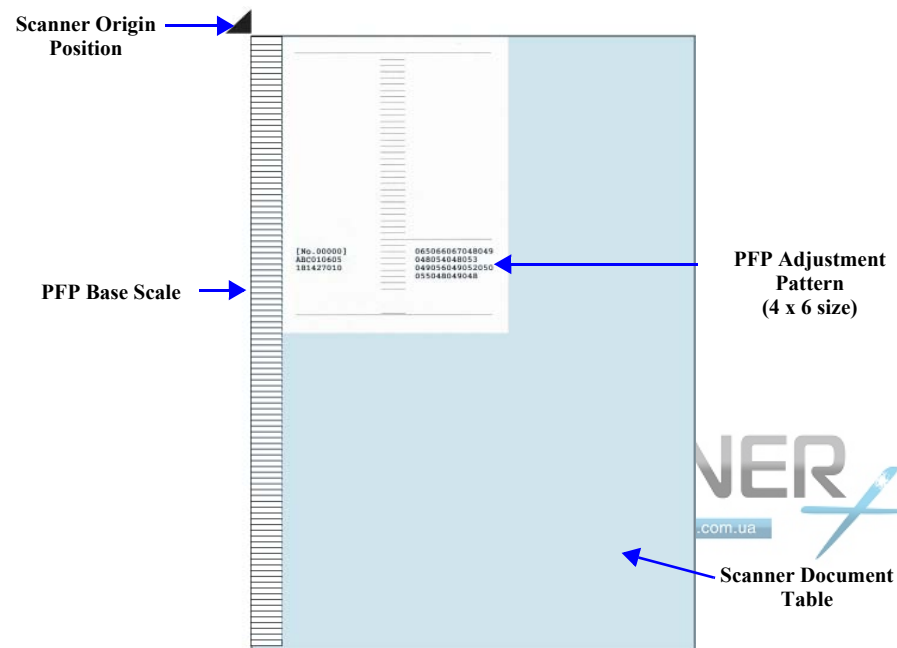 Scanner Origin
Position
[No.00000]
ABC010605
181427010
065066067048049
048054048053
049056049052050
055048049048
PFP Base Scale
PFP Adjustment
Pattern
(4 x 6 size)
NER
.com.ua
Scanner Document
Table